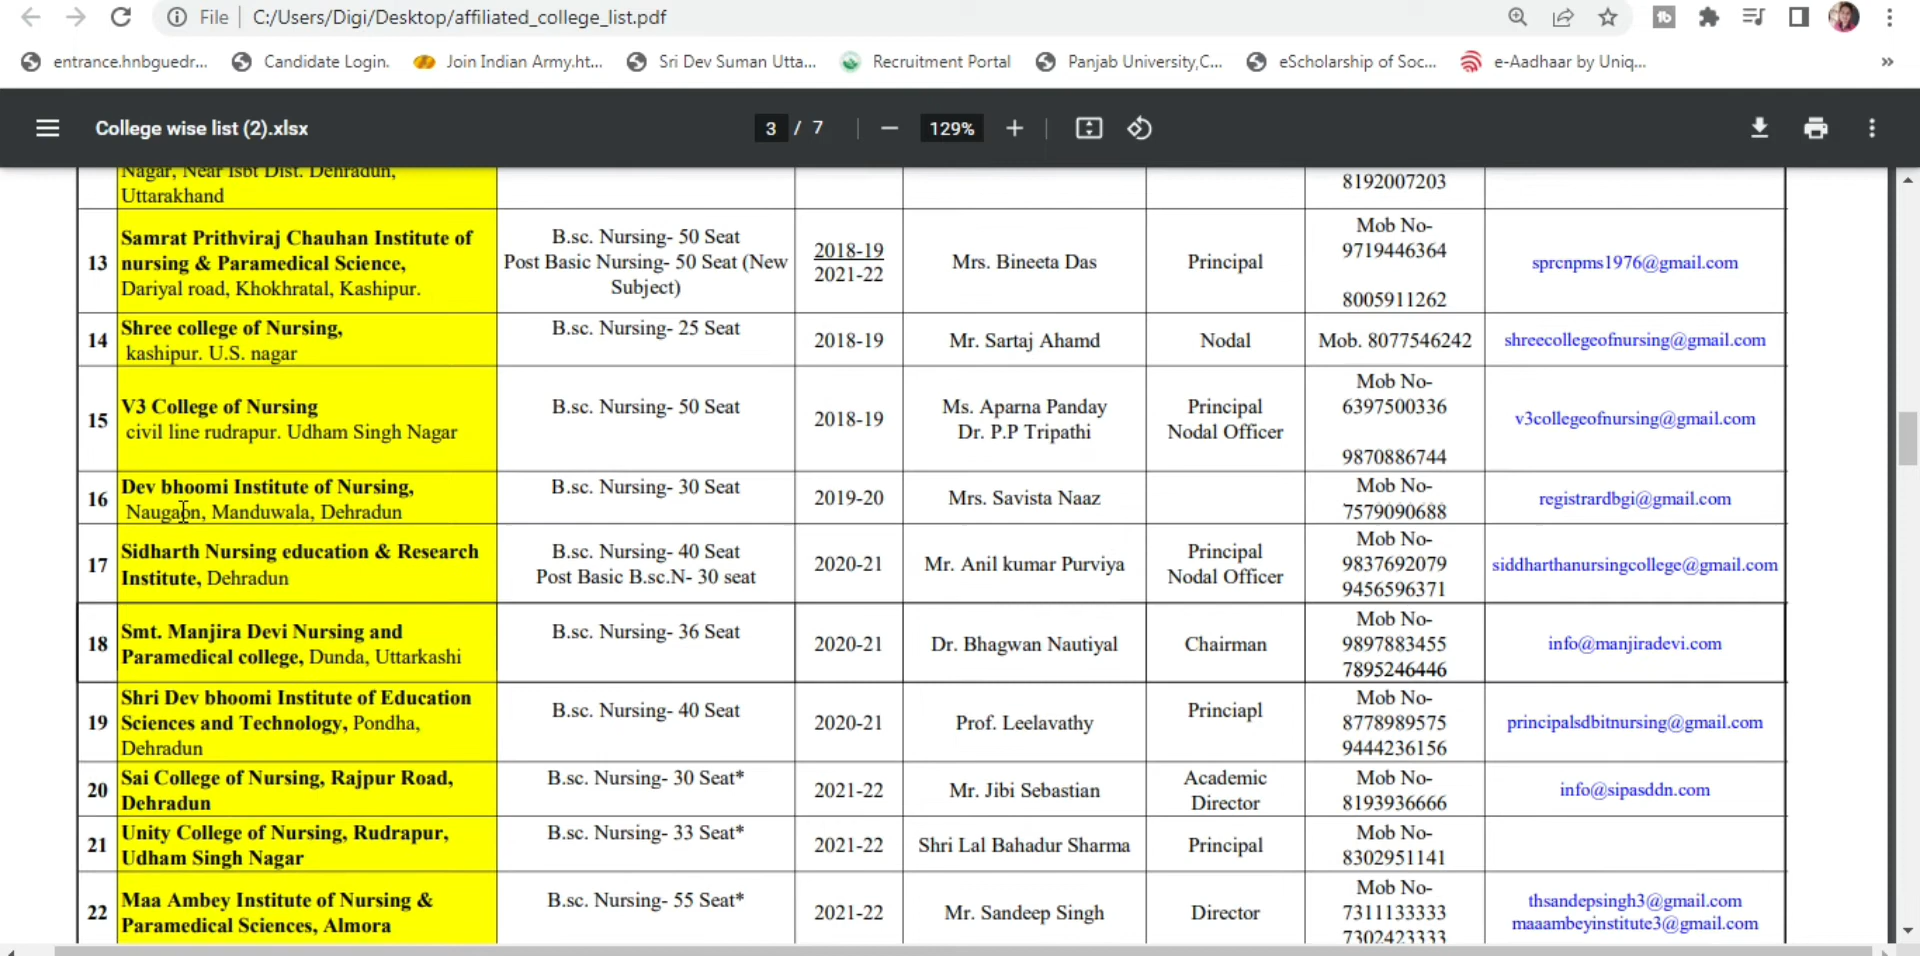 File C:/Users/Digi/Desktop/affiliated_college_list.pdf
entrance.hnbguedr... Candidate Login. Join Indian Army.ht... Sri Dev Suman Utta... Recruitment Portal Panjab University,C... eScholarship of Soc... e-Aadhaar by Uniq... »
College wise list (2).xlsx 3 / 7 129%
Nagar, Near Isbt Dist. Dehradun,
Uttarakhand
8192007203
13
Samrat Prithviraj Chauhan Institute of
nursing & Paramedical Science,
Dariyal road, Khokhratal, Kashipur.
B.sc. Nursing- 50 Seat
Post Basic Nursing- 50 Seat (New
Subject)
2018-19
2021-22
Mrs. Bineeta Das
Principal
Mob No-
9719446364
8005911262
sprcnpms1976@gmail.com
14
Shree college of Nursing,
kashipur. U.S. nagar
B.sc. Nursing- 25 Seat
2018-19
Mr. Sartaj Ahamd
Nodal
Mob. 8077546242
shreecollegeofnursing@gmail.com
15
V3 College of Nursing
civil line rudrapur. Udham Singh Nagar
B.sc. Nursing- 50 Seat
2018-19
Ms. Aparna Panday
Dr. P.P Tripathi
Principal
Nodal Officer
Mob No-
6397500336
9870886744
v3collegeofnursing@gmail.com
16
Dev bhoomi Institute of Nursing,
Naugaon, Manduwala, Dehradun
B.sc. Nursing- 30 Seat
2019-20
Mrs. Savista Naaz
Mob No-
7579090688
registrardbgi@gmail.com
17
Sidharth Nursing education & Research
Institute, Dehradun
B.sc. Nursing- 40 Seat
Post Basic B.sc.N- 30 seat
2020-21
Mr. Anil kumar Purviya
Principal
Nodal Officer
Mob No-
9837692079
9456596371
siddharthanursingcollege@gmail.com
18
Smt. Manjira Devi Nursing and
Paramedical college, Dunda, Uttarkashi
B.sc. Nursing- 36 Seat
2020-21
Dr. Bhagwan Nautiyal
Chairman
Mob No-
9897883455
7895246446
info@manjiradevi.com
19
Shri Dev bhoomi Institute of Education
Sciences and Technology, Pondha,
Dehradun
B.sc. Nursing- 40 Seat
2020-21
Prof. Leelavathy
Princiapl
Mob No-
8778989575
9444236156
principalsdbitnursing@gmail.com
20
Sai College of Nursing, Rajpur Road,
Dehradun
B.sc. Nursing- 30 Seat*
2021-22
Mr. Jibi Sebastian
Academic
Director
Mob No-
8193936666
info@sipasddn.com
21
Unity College of Nursing, Rudrapur,
Udham Singh Nagar
B.sc. Nursing- 33 Seat*
2021-22
Shri Lal Bahadur Sharma
Principal
Mob No-
8302951141
22
Maa Ambey Institute of Nursing &
Paramedical Sciences, Almora
B.sc. Nursing- 55 Seat*
2021-22
Mr. Sandeep Singh
Director
Mob No-
7311133333
7302423333
thsandepsingh3@gmail.com
maaambeyinstitute3@gmail.com